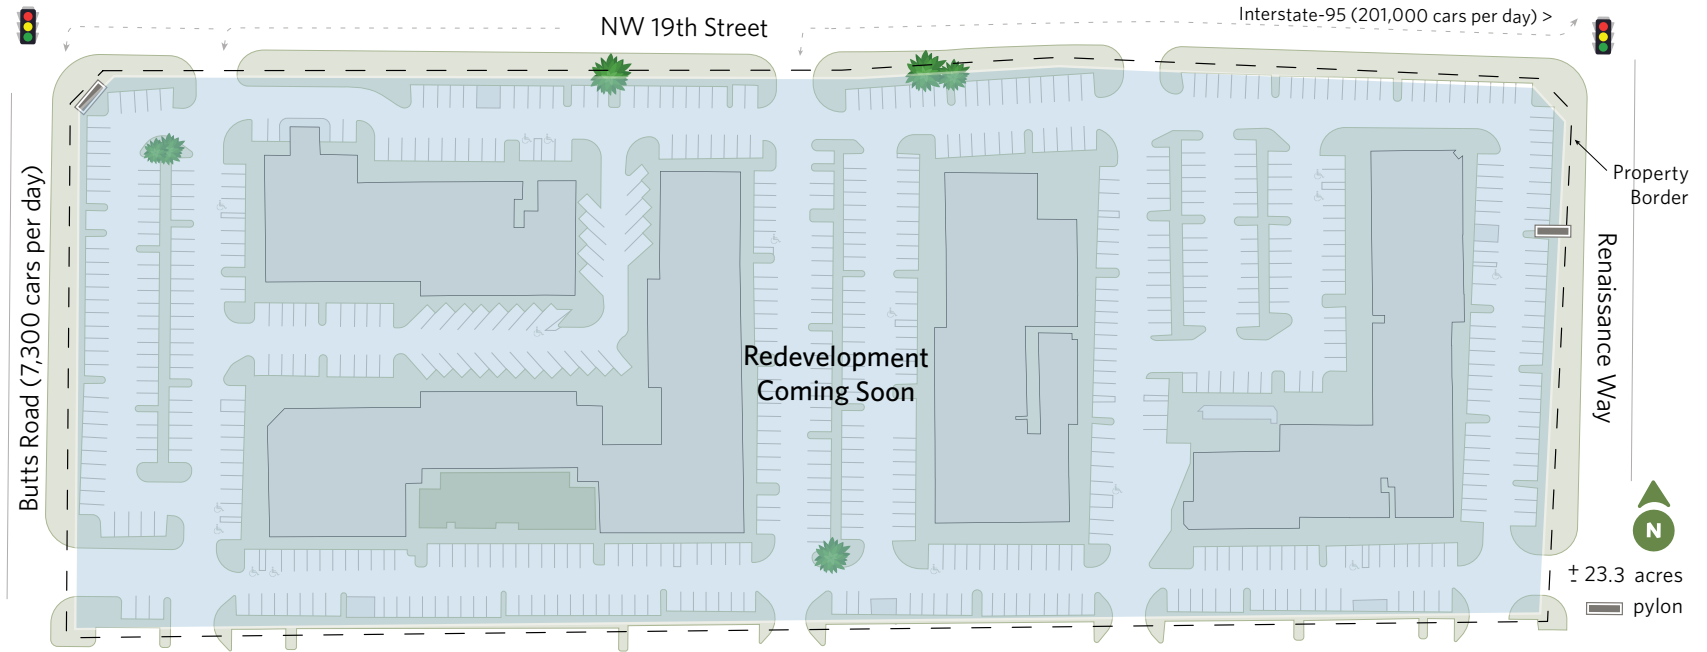 NW 19th Street
Interstate-95 (201,000 cars per day) >
Property
Border
Butts Road (7,300 cars per day)
Renaissance Way
Redevelopment
Coming Soon
N
± 23.3 acres
pylon